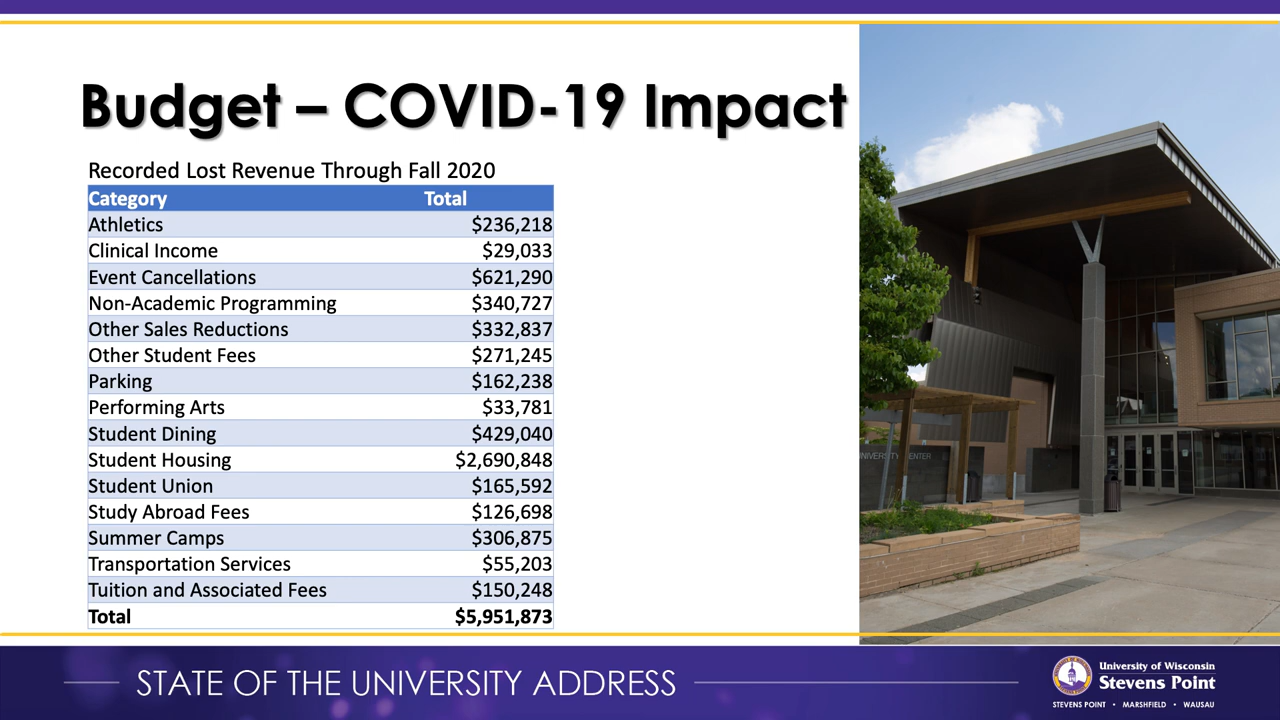 Budget – COVID-19 Impact
Recorded Lost Revenue Through Fall 2020
Category Total
Athletics $236,218
Clinical Income $29,033
Event Cancellations $621,290
Non-Academic Programming $340,727
Other Sales Reductions $332,837
Other Student Fees $271,245
Parking $162,238
Performing Arts $33,781
Student Dining $429,040
Student Housing $2,690,848
Student Union $165,592
Study Abroad Fees $126,698
Summer Camps $306,875
Transportation Services $55,203
Tuition and Associated Fees $150,248
Total $5,951,873
UNIVERSITY CENTER
STATE OF THE UNIVERSITY ADDRESS
University of Wisconsin
Stevens Point
STEVENS POINT • MARSHFIELD • WAUSAU